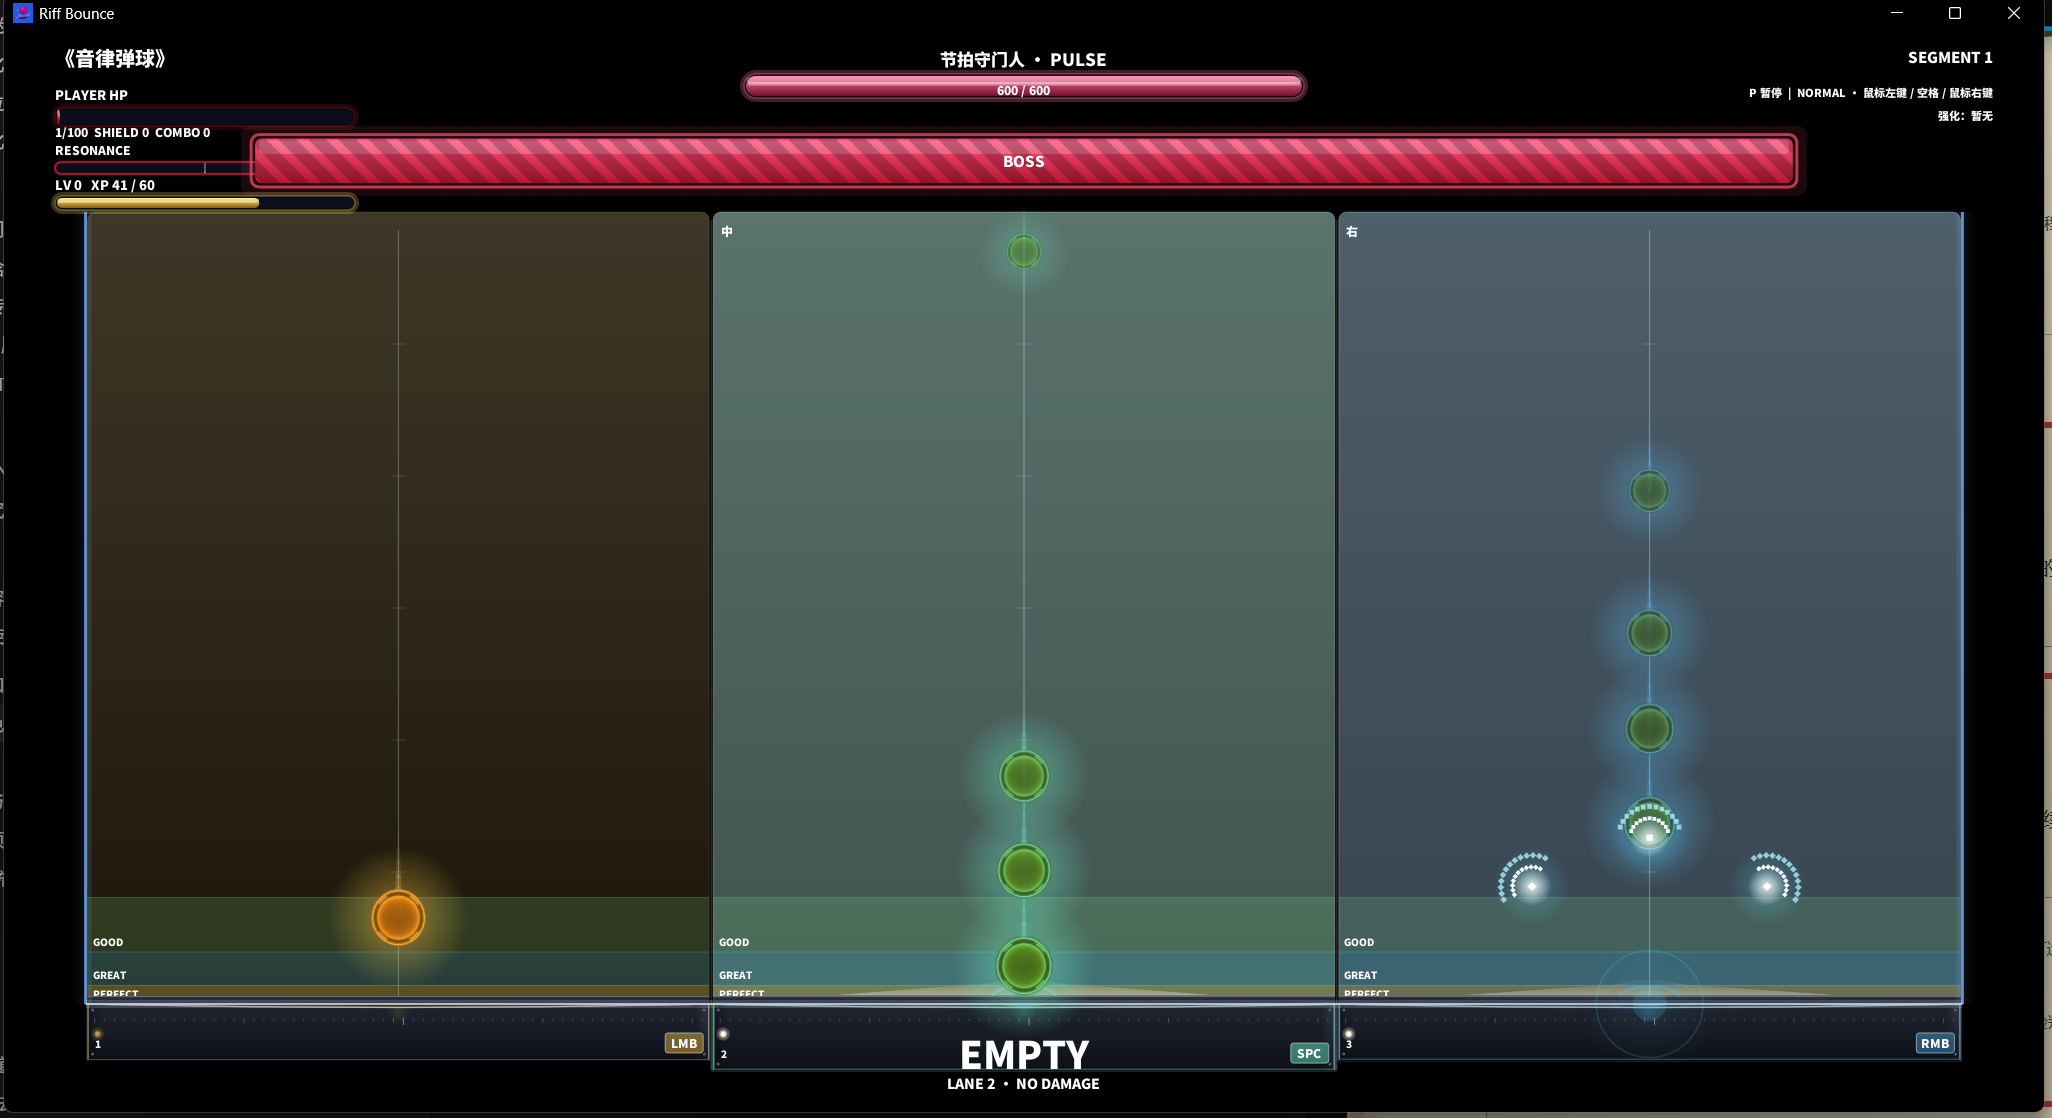 Riff Bounce
《音律弹球》
节拍守门人 · PULSE
SEGMENT 1
PLAYER HP
600 / 600
P 暂停 | NORMAL · 鼠标左键 / 空格 / 鼠标右键
强化：暂无
1/100 SHIELD 0 COMBO 0
RESONANCE
BOSS
LV 0 XP 41 / 60
中
右
GOOD
GOOD
GOOD
GREAT
GREAT
GREAT
PERFECT
PERFECT
PERFECT
1
LMB
2
SPC
3
RMB
EMPTY
LANE 2 · NO DAMAGE